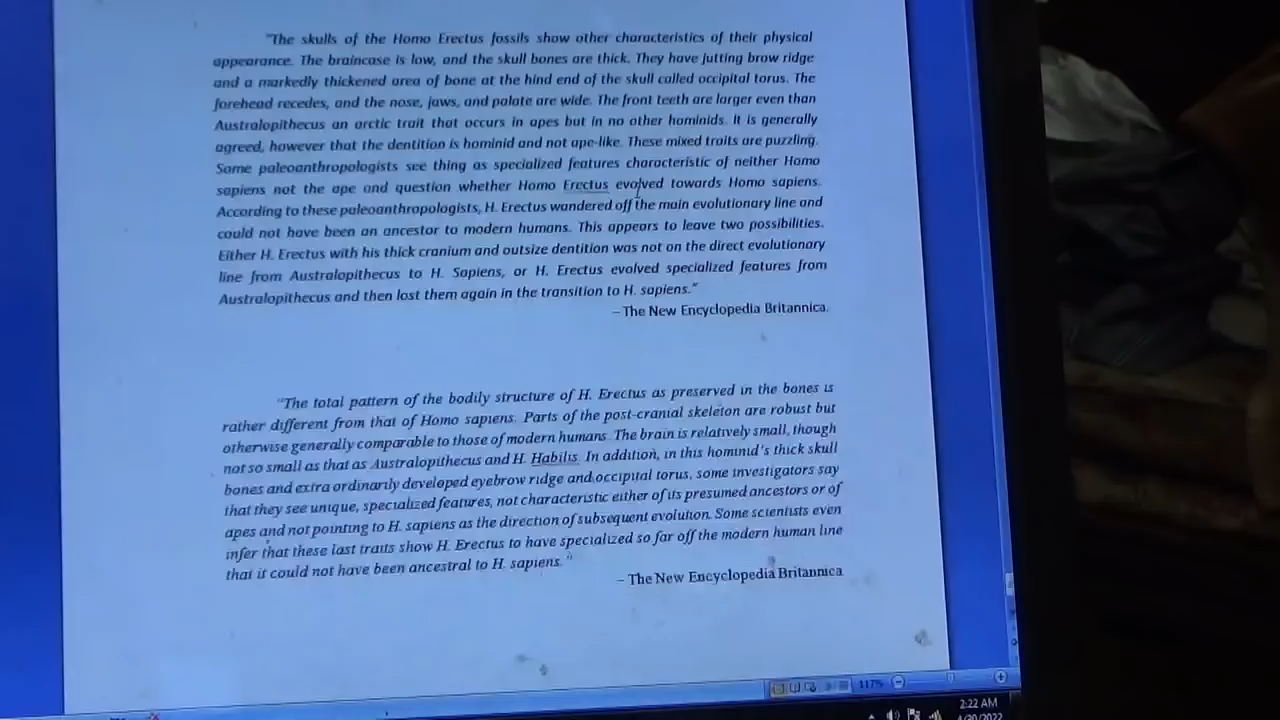 "The skulls of the Homo Erectus fossils show other characteristics of their physical
appearance. The braincase is low, and the skull bones are thick. They have jutting brow ridge
and a markedly thickened area of bone at the hind end of the skull called occipital torus. The
forehead recedes, and the nose, jaws, and palate are wide. The front teeth are larger even than
Australopithecus an arctic trait that occurs in apes but in no other hominids. It is generally
agreed, however that the dentition is hominid and not ape-like. These mixed traits are puzzling.
Some paleoanthropologists see thing as specialized features characteristic of neither Homo
sapiens not the ape and question whether Homo Erectus evolved towards Homo sapiens.
According to these paleoanthropologists, H. Erectus wandered off the main evolutionary line and
could not have been an ancestor to modern humans. This appears to leave two possibilities.
Either H. Erectus with his thick cranium and outsize dentition was not on the direct evolutionary
line from Australopithecus to H. Sapiens, or H. Erectus evolved specialized features from
Australopithecus and then lost them again in the transition to H. sapiens."
– The New Encyclopedia Britannica.
"The total pattern of the bodily structure of H. Erectus as preserved in the bones is
rather different from that of Homo sapiens. Parts of the post-cranial skeleton are robust but
otherwise generally comparable to those of modern humans. The brain is relatively small, though
not so small as that as Australopithecus and H. Habilis. In addition, in this hominid's thick skull
bones and extra ordinarily developed eyebrow ridge and occipital torus, some investigators say
that they see unique, specialized features, not characteristic either of its presumed ancestors or of
apes and not pointing to H. sapiens as the direction of subsequent evolution. Some scientists even
infer that these last traits show H. Erectus to have specialized so far off the modern human line
that it could not have been ancestral to H. sapiens."
– The New Encyclopedia Britannica
117%
2:22 AM
4/30/2022